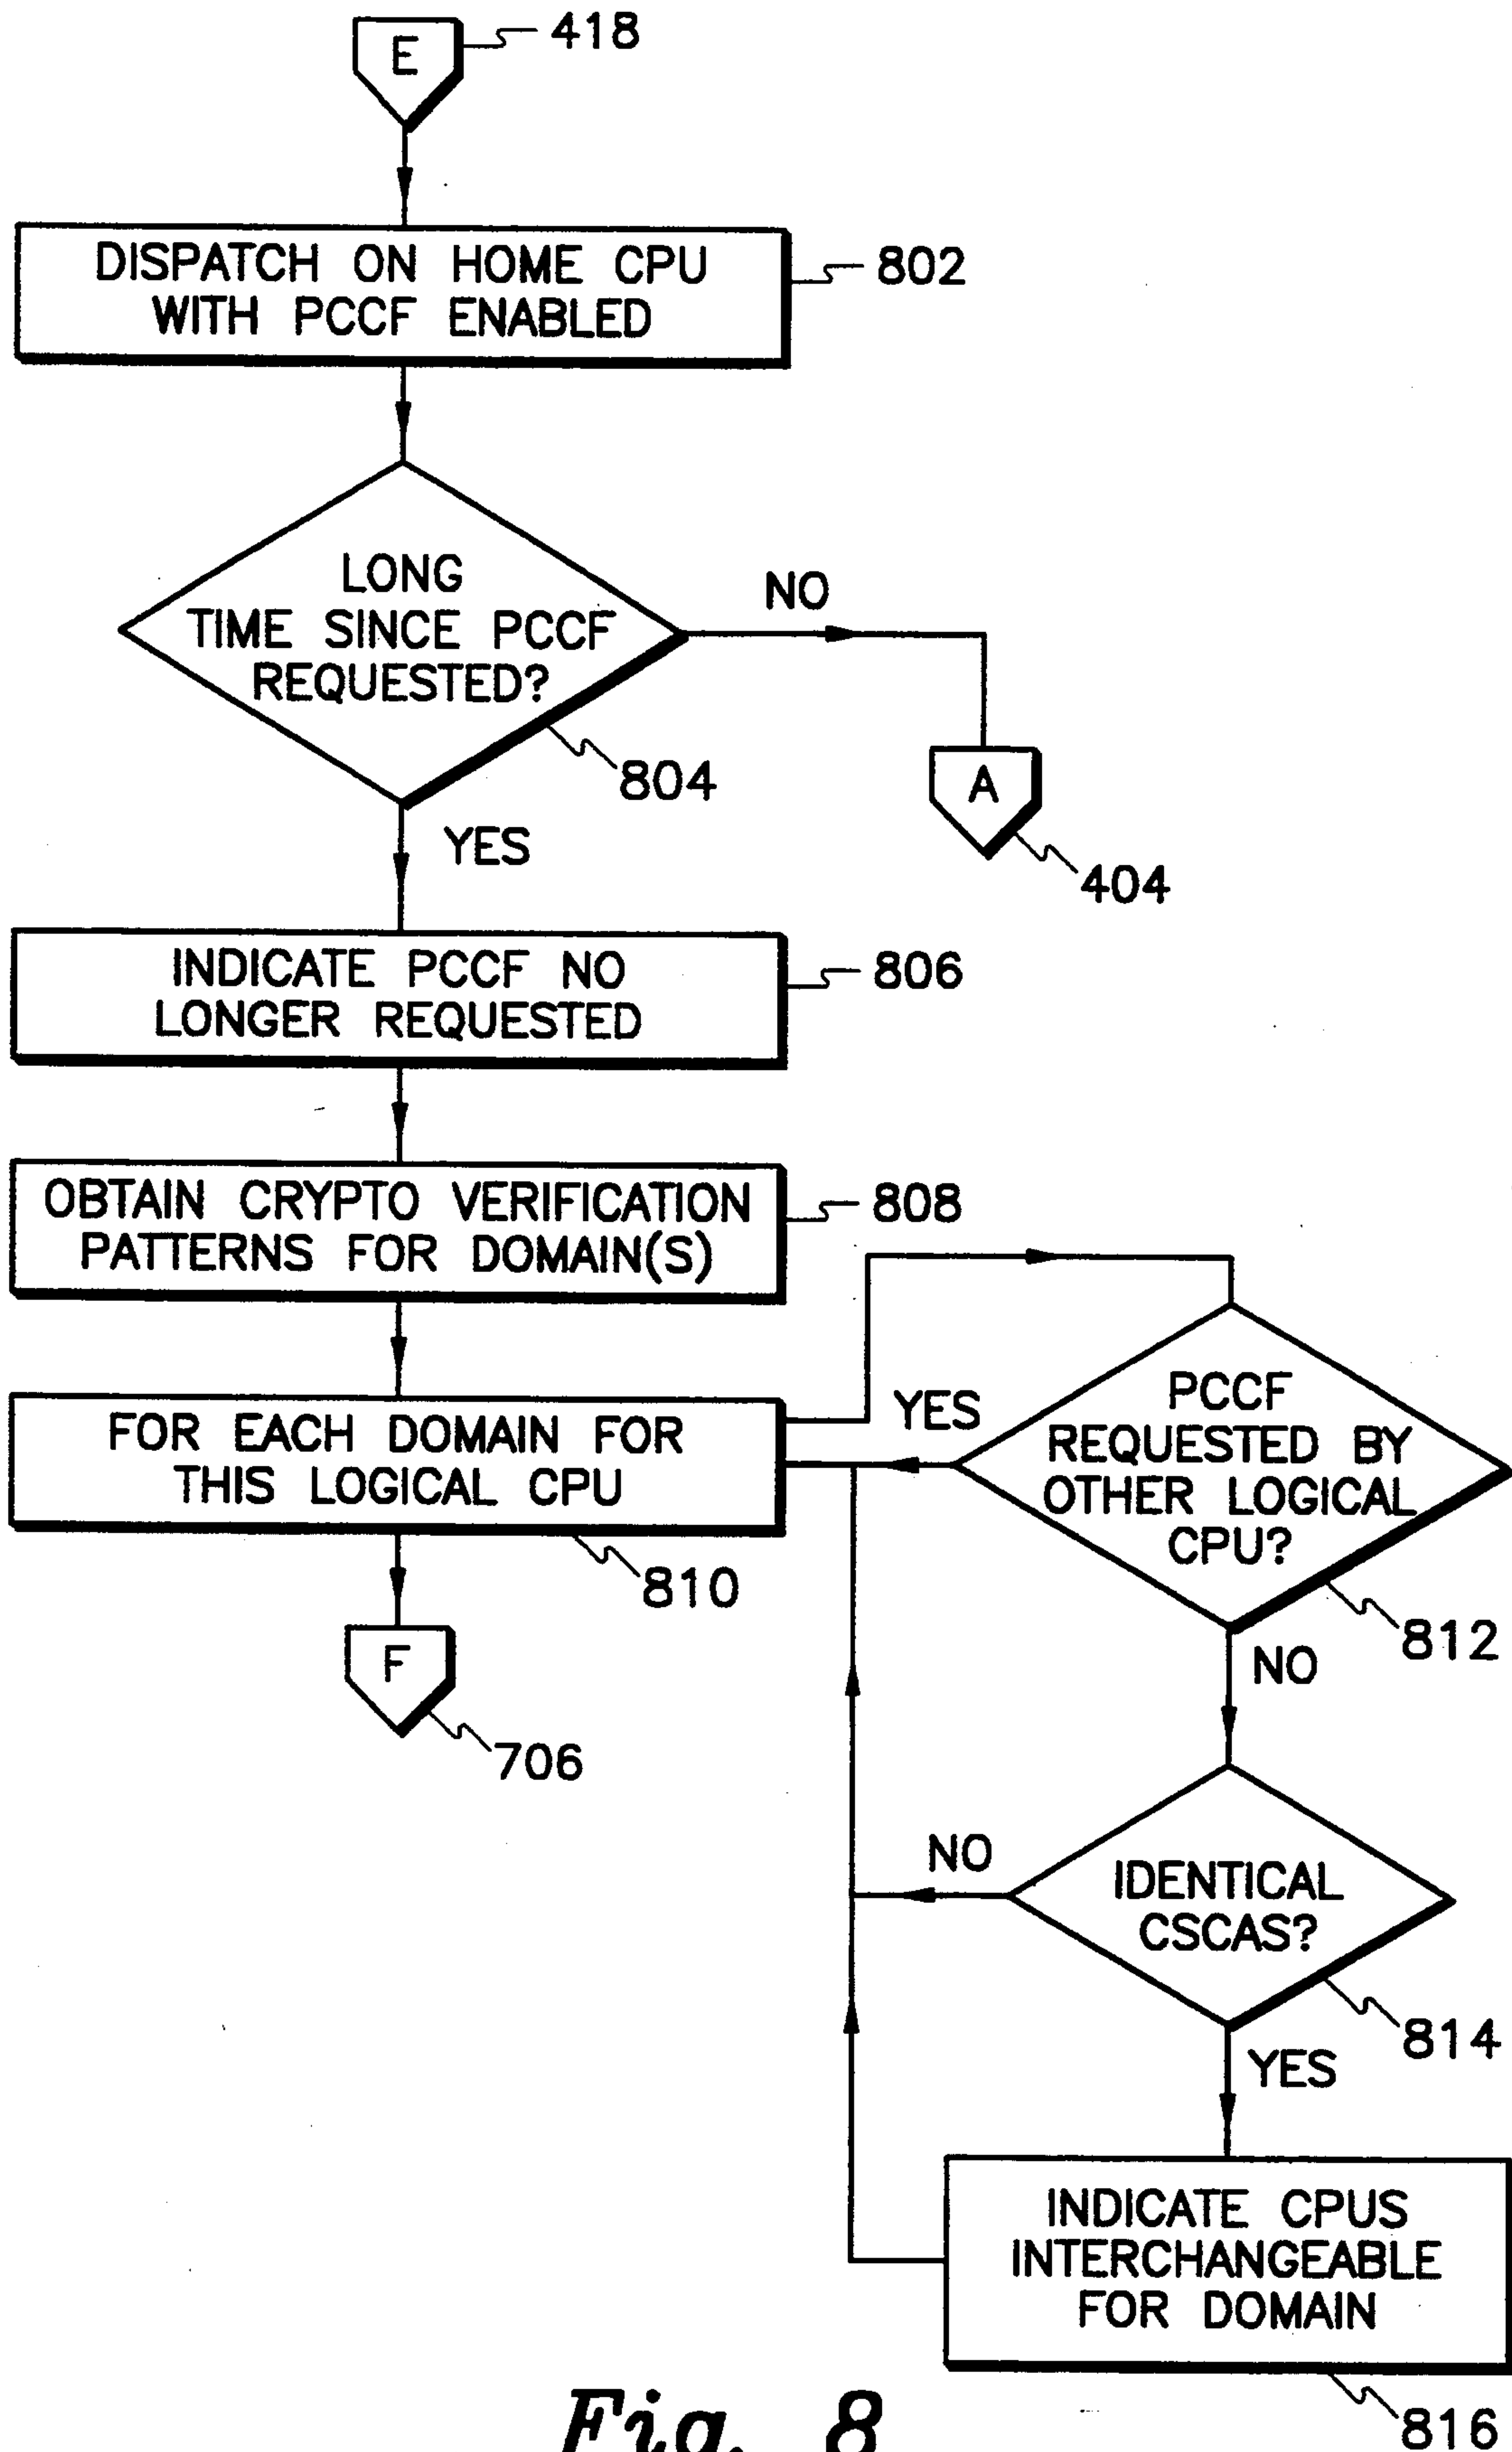 E
418
DISPATCH ON HOME CPU
WITH PCCF ENABLED
802
LONG
TIME SINCE PCCF
REQUESTED?
NO
804
A
404
YES
INDICATE PCCF NO
LONGER REQUESTED
806
OBTAIN CRYPTO VERIFICATION
PATTERNS FOR DOMAIN(S)
808
FOR EACH DOMAIN FOR
THIS LOGICAL CPU
810
YES
PCCF
REQUESTED BY
OTHER LOGICAL
CPU?
812
F
706
NO
NO
IDENTICAL
CSCAS?
814
YES
INDICATE CPUS
INTERCHANGEABLE
FOR DOMAIN
816
Fig. 8